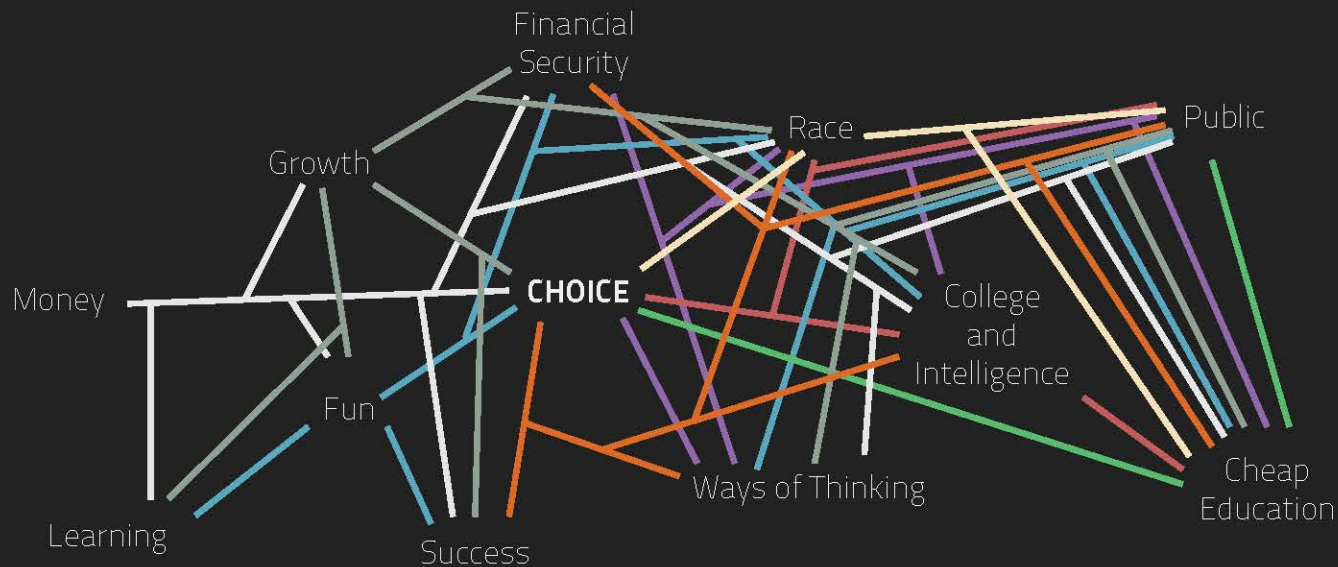 Financial
Security
Race
Public
Growth
Money
CHOICE
College
and
Intelligence
Fun
Ways of Thinking
Cheap
Education
Learning
Success